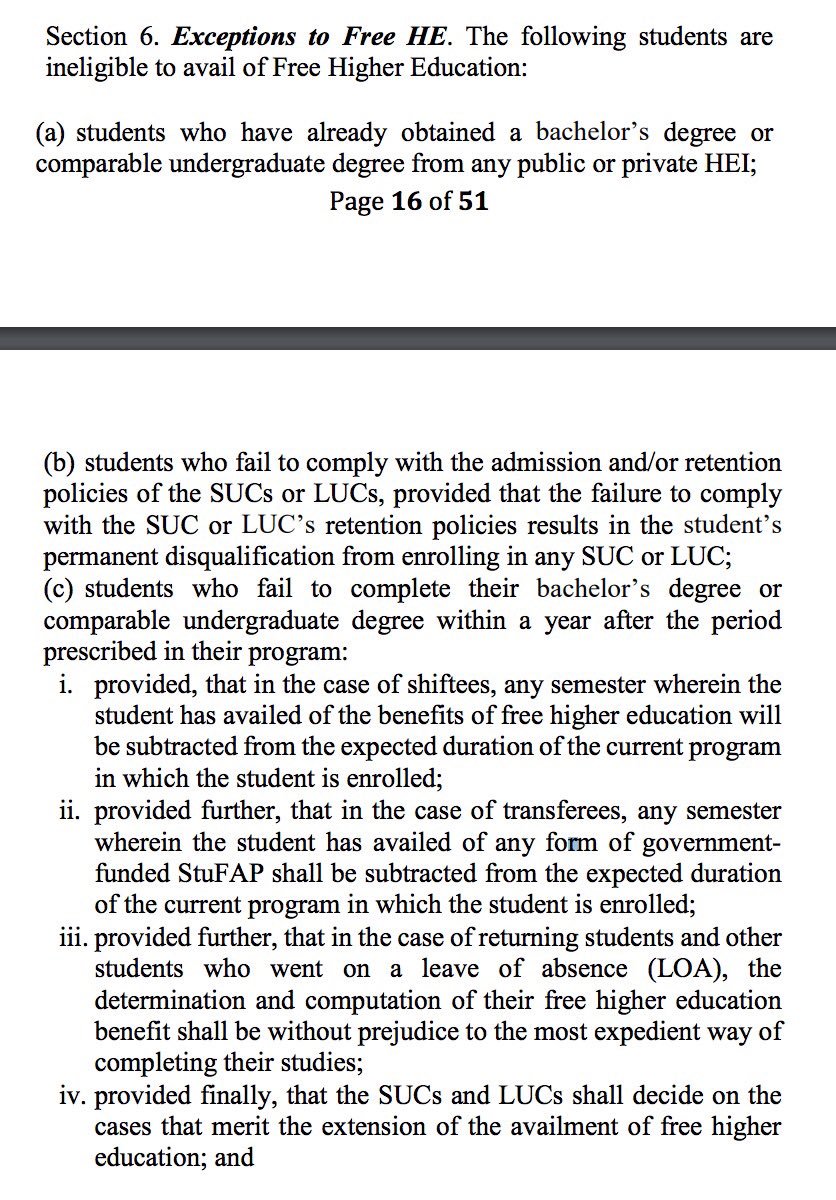 Section 6. Exceptions to Free HE. The following students are
ineligible to avail of Free Higher Education:
(a) students who have already obtained a bachelor’s degree or
comparable undergraduate degree from any public or private HEI;
Page 16 of 51
(b) students who fail to comply with the admission and/or retention
policies of the SUCs or LUCs, provided that the failure to comply
with the SUC or LUC’s retention policies results in the student’s
permanent disqualification from enrolling in any SUC or LUC;
(c) students who fail to complete their bachelor’s degree or
comparable undergraduate degree within a year after the period
prescribed in their program:
i. provided, that in the case of shiftees, any semester wherein the
student has availed of the benefits of free higher education will
be subtracted from the expected duration of the current program
in which the student is enrolled;
ii. provided further, that in the case of transferees, any semester
wherein the student has availed of any form of government-
funded StuFAP shall be subtracted from the expected duration
of the current program in which the student is enrolled;
iii. provided further, that in the case of returning students and other
students who went on a leave of absence (LOA), the
determination and computation of their free higher education
benefit shall be without prejudice to the most expedient way of
completing their studies;
iv. provided finally, that the SUCs and LUCs shall decide on the
cases that merit the extension of the availment of free higher
education; and